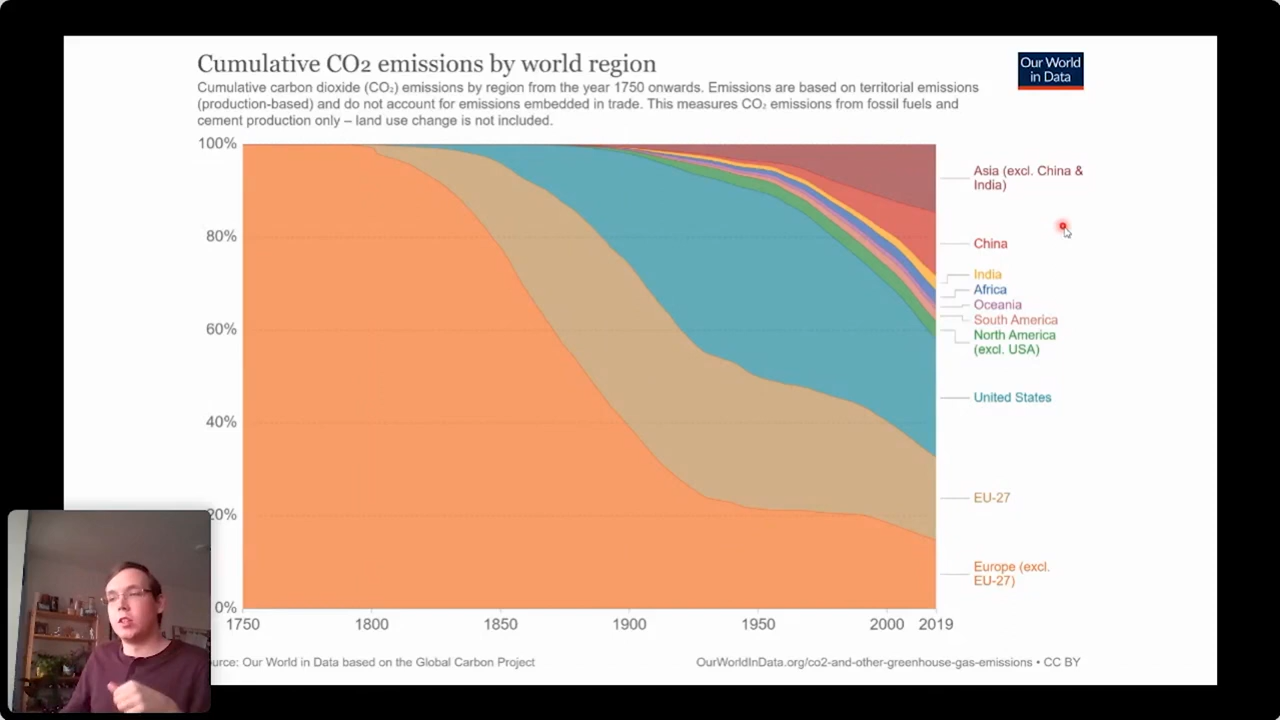 Cumulative CO2 emissions by world region
Our World
in Data
Cumulative carbon dioxide (CO₂) emissions by region from the year 1750 onwards. Emissions are based on territorial emissions
(production-based) and do not account for emissions embedded in trade. This measures CO₂ emissions from fossil fuels and
cement production only – land use change is not included.
100%
80%
60%
40%
20%
0%
Asia (excl. China &
India)
China
India
Africa
Oceania
South America
North America
(excl. USA)
United States
EU-27
Europe (excl.
EU-27)
1750 1800 1850 1900 1950 2000 2019
Our World in Data based on the Global Carbon Project
OurWorldInData.org/co2-and-other-greenhouse-gas-emissions • CC BY